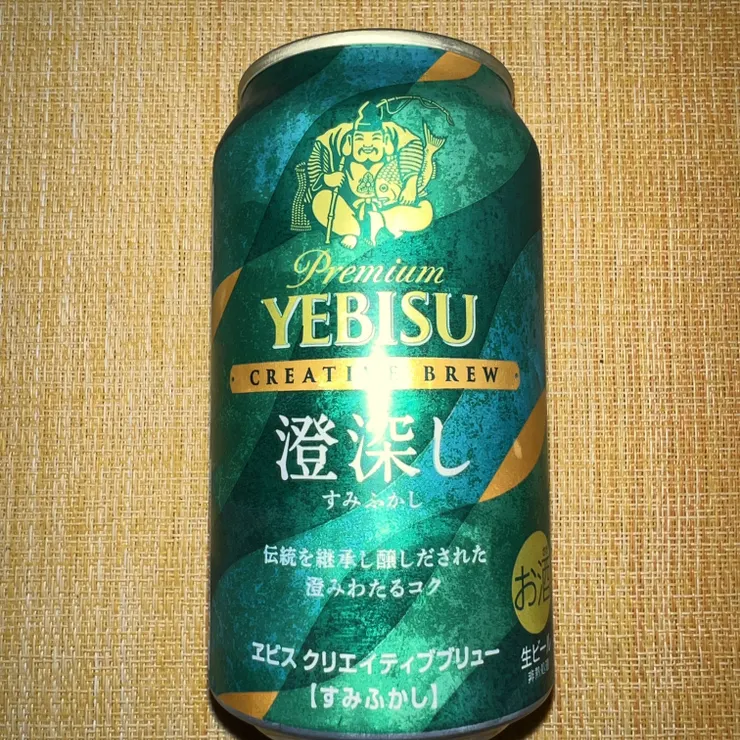 Premium
YEBISU
CREATIVE BREW
澄深し
すみふかし
伝統を継承し醸しだされた
澄みわたるコク
ヱビス クリエイティブブリュー
【すみふかし】
お酒
生ビール